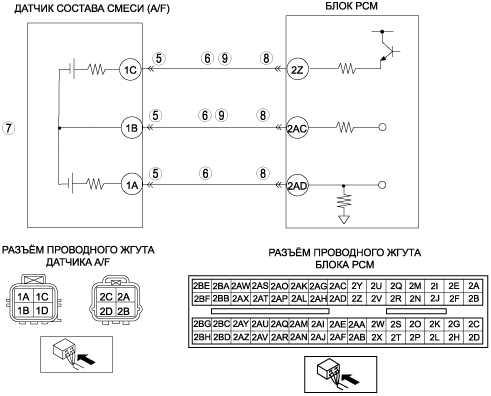 ДАТЧИК СОСТАВА СМЕСИ (A/F)
БЛОК PCM
1C 5 6 9 8 2Z
7 1B 5 6 9 8 2AC
1A 5 6 8 2AD
РАЗЪЁМ ПРОВОДНОГО ЖГУТА
ДАТЧИКА A/F
РАЗЪЁМ ПРОВОДНОГО ЖГУТА
БЛОКА PCM
1A 1C
1B 1D
2C 2A
2D 2B
2BE 2BA 2AW 2AS 2AO 2AK 2AG 2AC 2Y 2U 2Q 2M 2I 2E 2A
2BF 2BB 2AX 2AT 2AP 2AL 2AH 2AD 2Z 2V 2R 2N 2J 2F 2B
2BG 2BC 2AY 2AU 2AQ 2AM 2AI 2AE 2AA 2W 2S 2O 2K 2G 2C
2BH 2BD 2AZ 2AV 2AR 2AN 2AJ 2AF 2AB 2X 2T 2P 2L 2H 2D